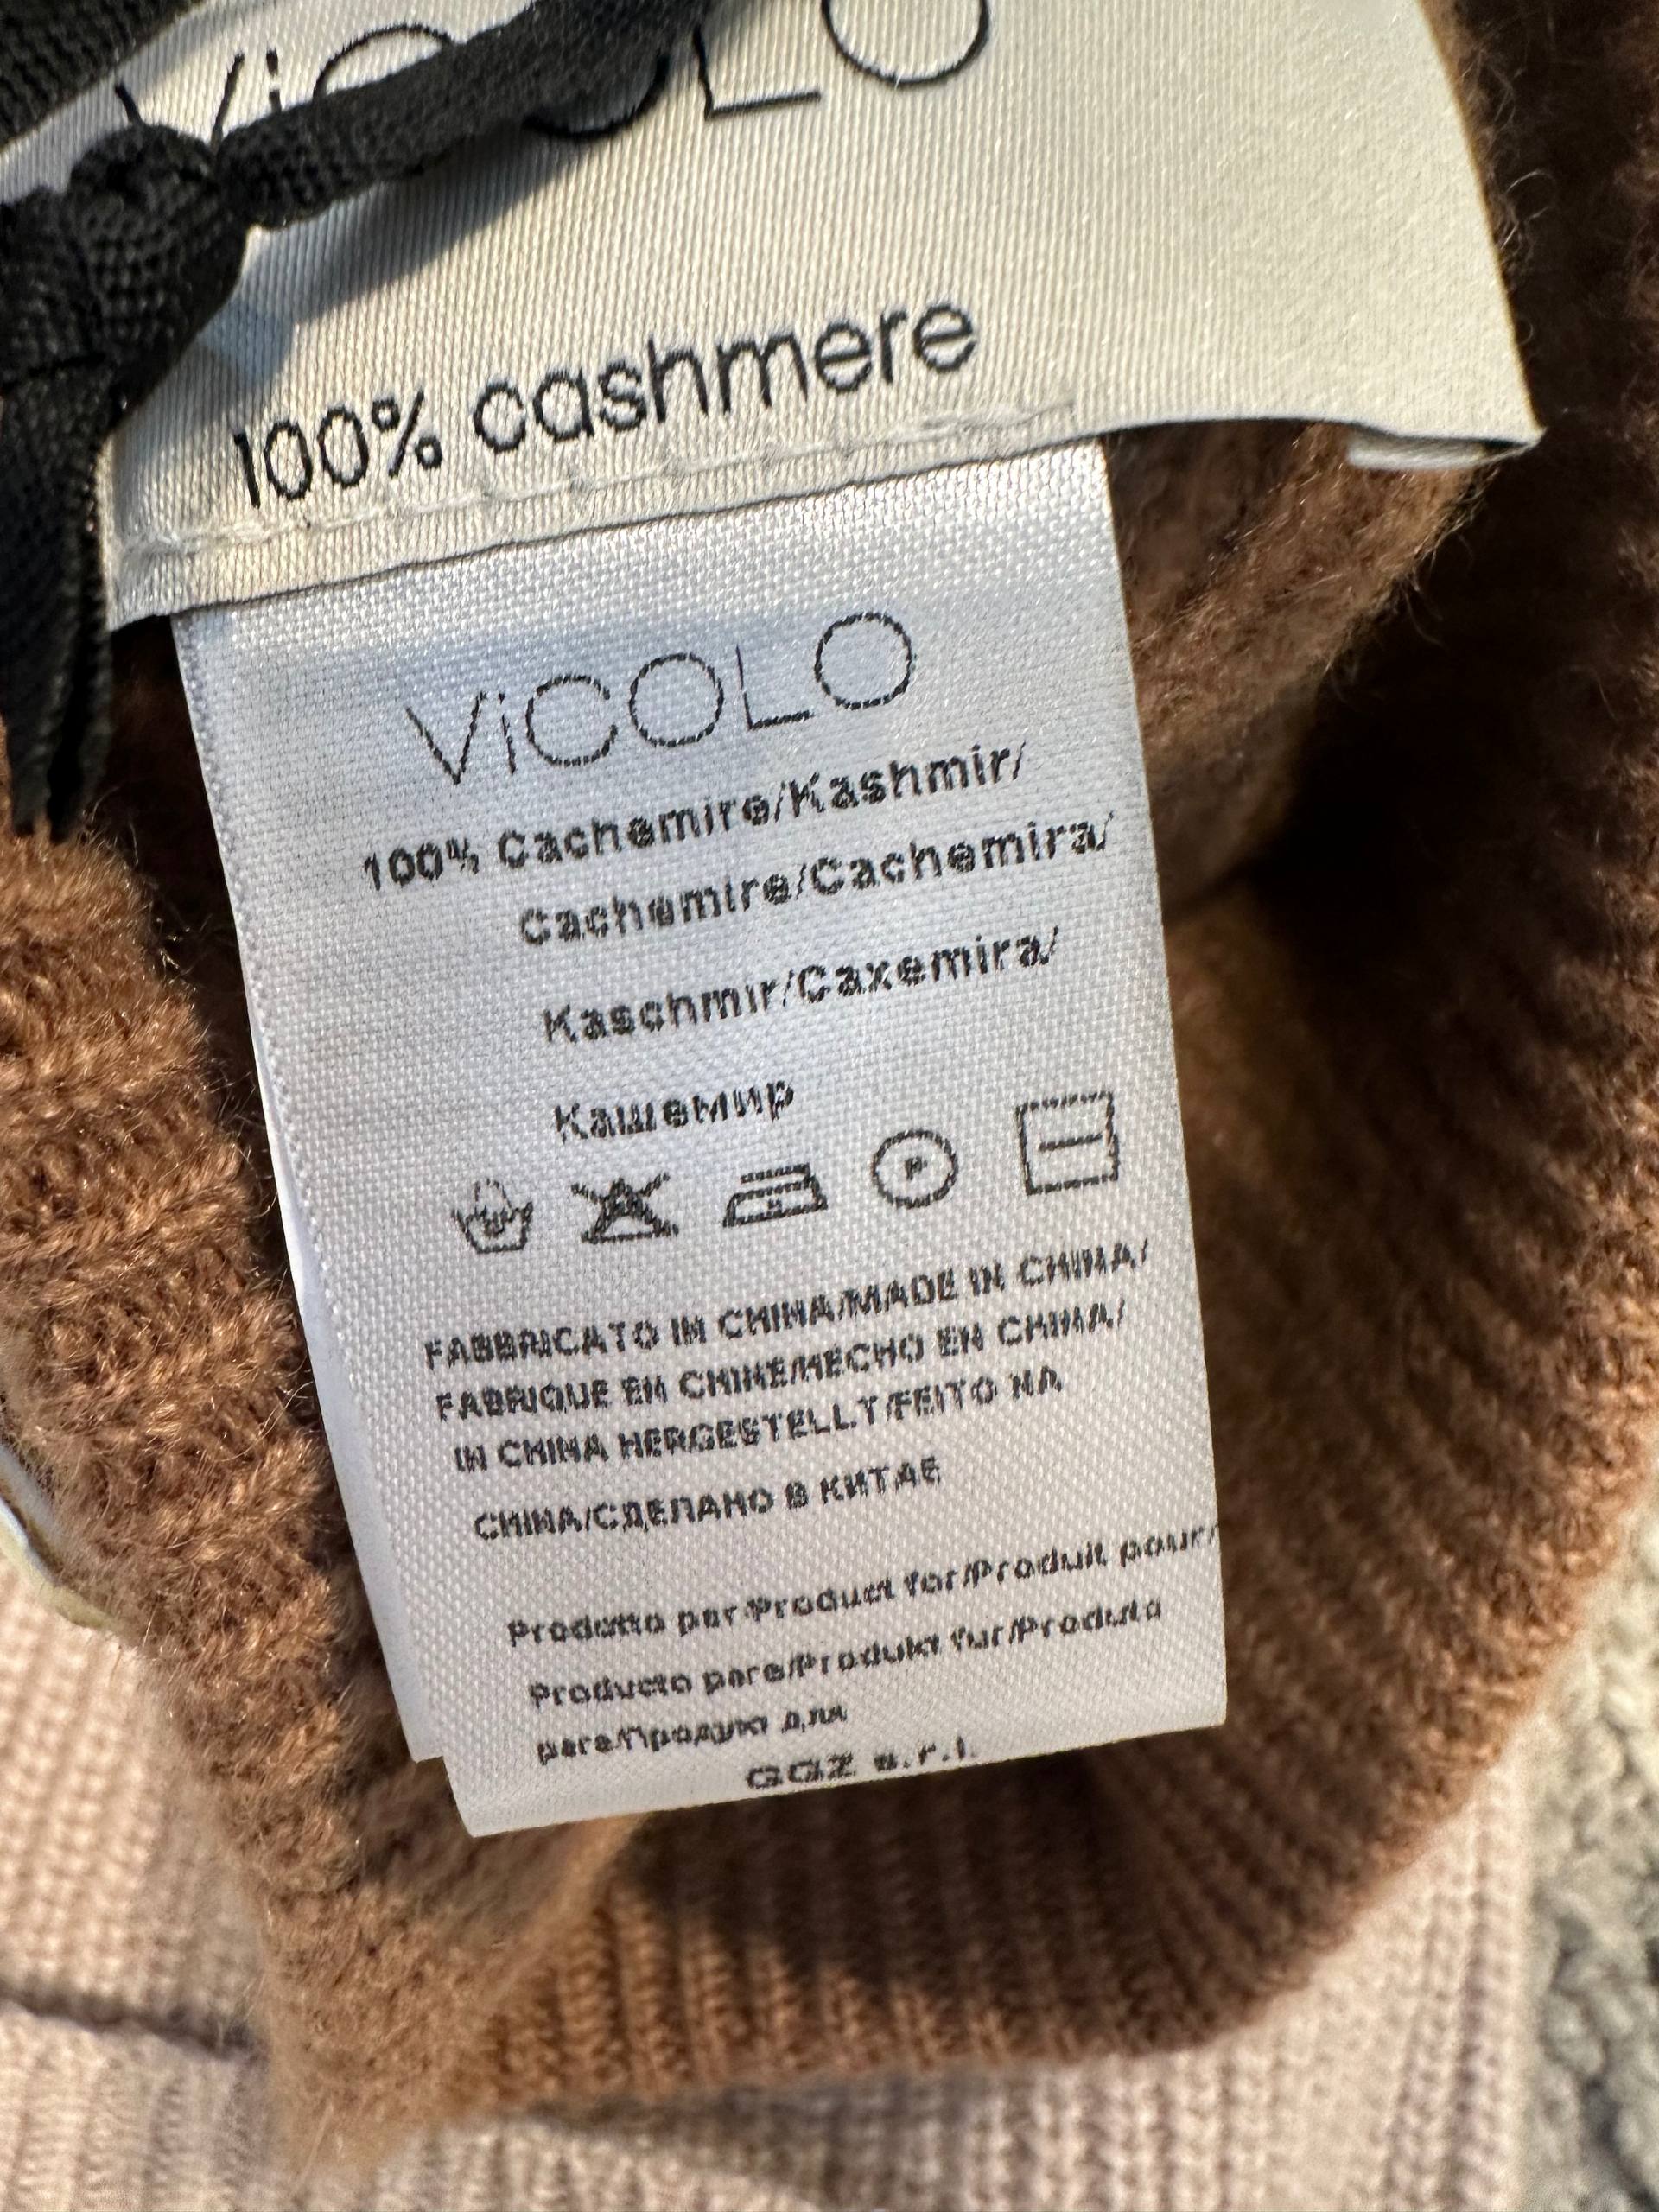 ViCOLO
100% cashmere
ViCOLO
100% Cachemire/Kashmir/
Cachemire/Cachemira/
Kaschmir/Caxemira/
Кашемир
P
FABBRICATO IN CHINA/MADE IN CHINA/
FABRIQUE EN CHINE/HECHO EN CHINA/
IN CHINA HERGESTELLT/FEITO NA
CHINA/СДЕЛАНО В КИТАЕ
Prodotto per/Product for/Produit pour/
Producto para/Produkt fur/Produto
para/Продукт для
GGZ s.r.l.